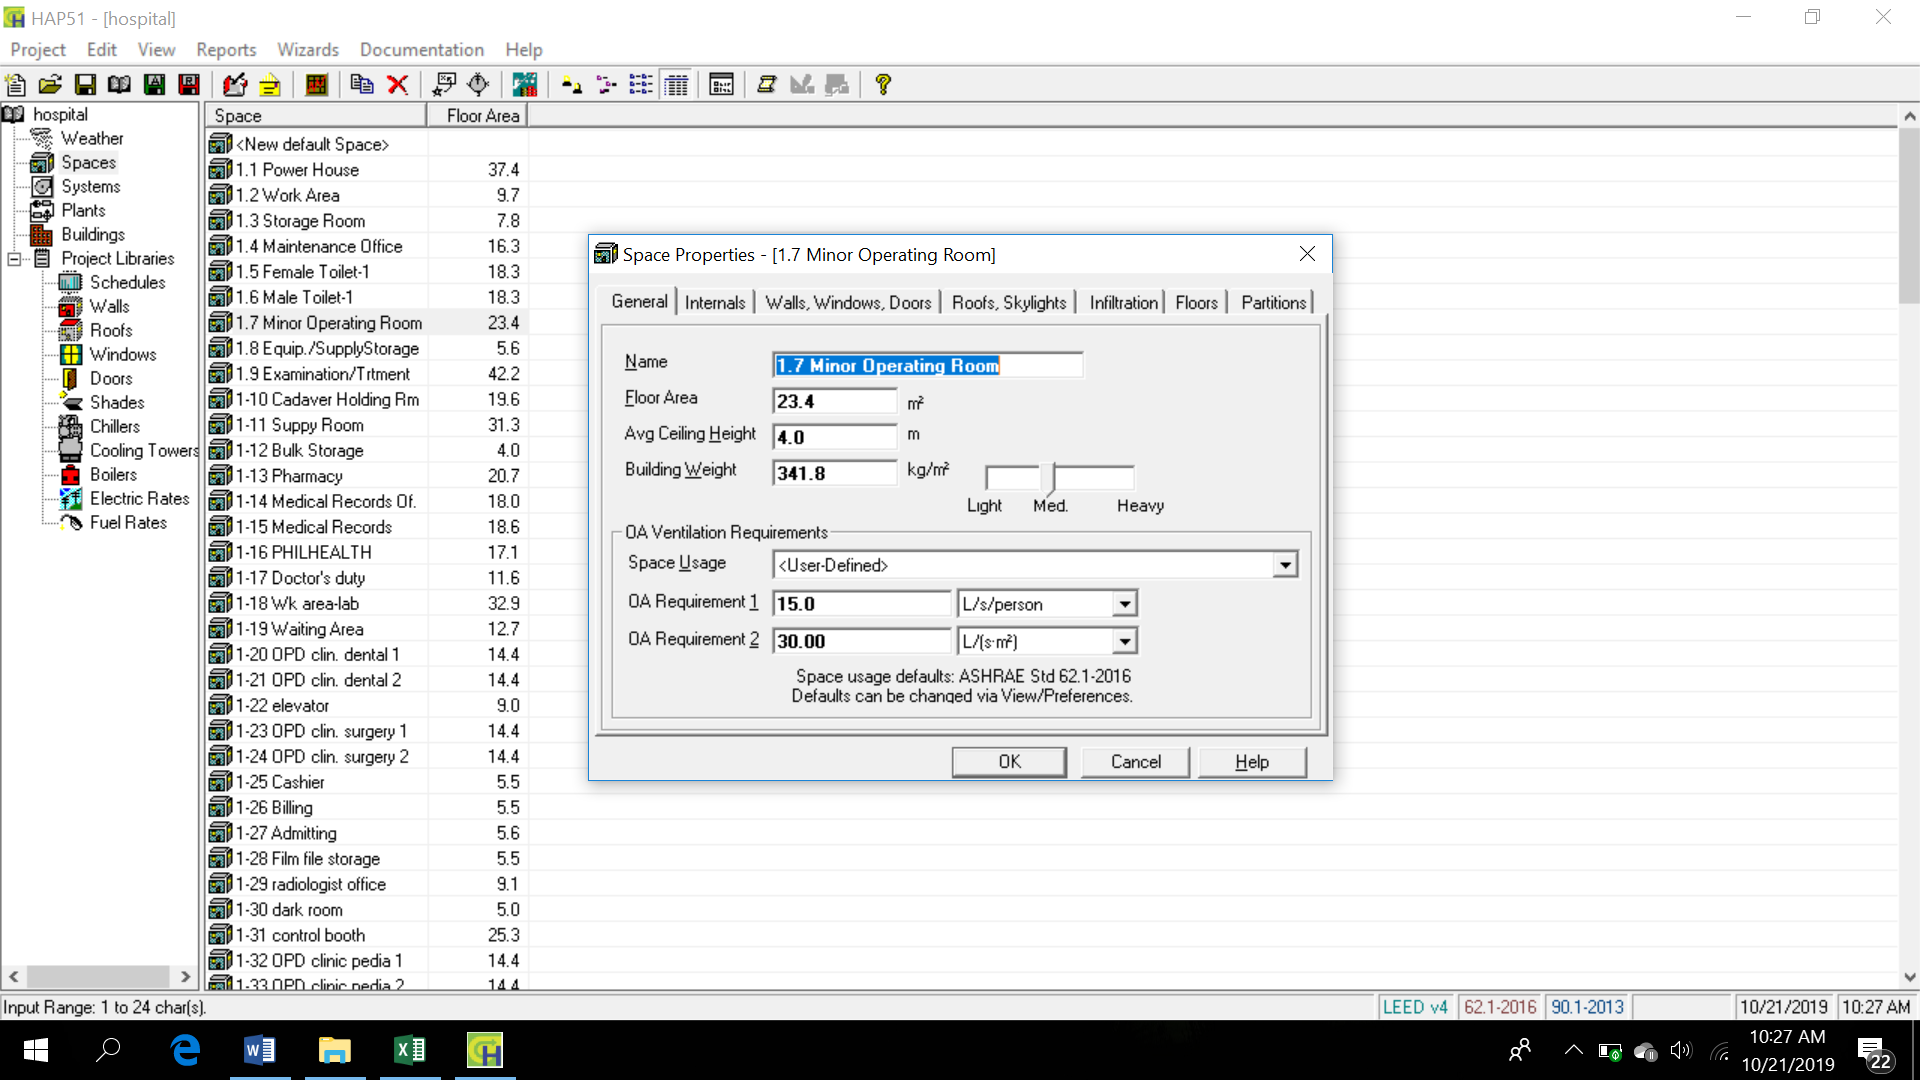 HAP51 - [hospital]
Project Edit View Reports Wizards Documentation Help
hospital
Weather
Spaces
Systems
Plants
Buildings
Project Libraries
Schedules
Walls
Roofs
Windows
Doors
Shades
Chillers
Cooling Towers
Boilers
Electric Rates
Fuel Rates
Space Floor Area
<New default Space>
1.1 Power House 37.4
1.2 Work Area 9.7
1.3 Storage Room 7.8
1.4 Maintenance Office 16.3
1.5 Female Toilet-1 18.3
1.6 Male Toilet-1 18.3
1.7 Minor Operating Room 23.4
1.8 Equip./SupplyStorage 5.6
1.9 Examination/Trtment 42.2
1-10 Cadaver Holding Rm 19.6
1-11 Suppy Room 31.3
1-12 Bulk Storage 4.0
1-13 Pharmacy 20.7
1-14 Medical Records Of. 18.0
1-15 Medical Records 18.6
1-16 PHILHEALTH 17.1
1-17 Doctor's duty 11.6
1-18 Wk area-lab 32.9
1-19 Waiting Area 12.7
1-20 OPD clin. dental 1 14.4
1-21 OPD clin. dental 2 14.4
1-22 elevator 9.0
1-23 OPD clin. surgery 1 14.4
1-24 OPD clin. surgery 2 14.4
1-25 Cashier 5.5
1-26 Billing 5.5
1-27 Admitting 5.6
1-28 Film file storage 5.5
1-29 radiologist office 9.1
1-30 dark room 5.0
1-31 control booth 25.3
1-32 OPD clinic pedia 1 14.4
1-33 OPD clinic pedia 2 14.4
Space Properties - [1.7 Minor Operating Room]
General Internals Walls, Windows, Doors Roofs, Skylights Infiltration Floors Partitions
Name 1.7 Minor Operating Room
Floor Area 23.4 m²
Avg Ceiling Height 4.0 m
Building Weight 341.8 kg/m²
Light Med. Heavy
OA Ventilation Requirements
Space Usage <User-Defined>
OA Requirement 1 15.0 L/s/person
OA Requirement 2 30.00 L/(s·m²)
Space usage defaults: ASHRAE Std 62.1-2016
Defaults can be changed via View/Preferences.
OK Cancel Help
Input Range: 1 to 24 char(s). LEED v4 62.1-2016 90.1-2013 10/21/2019 10:27 AM
10:27 AM
10/21/2019
22